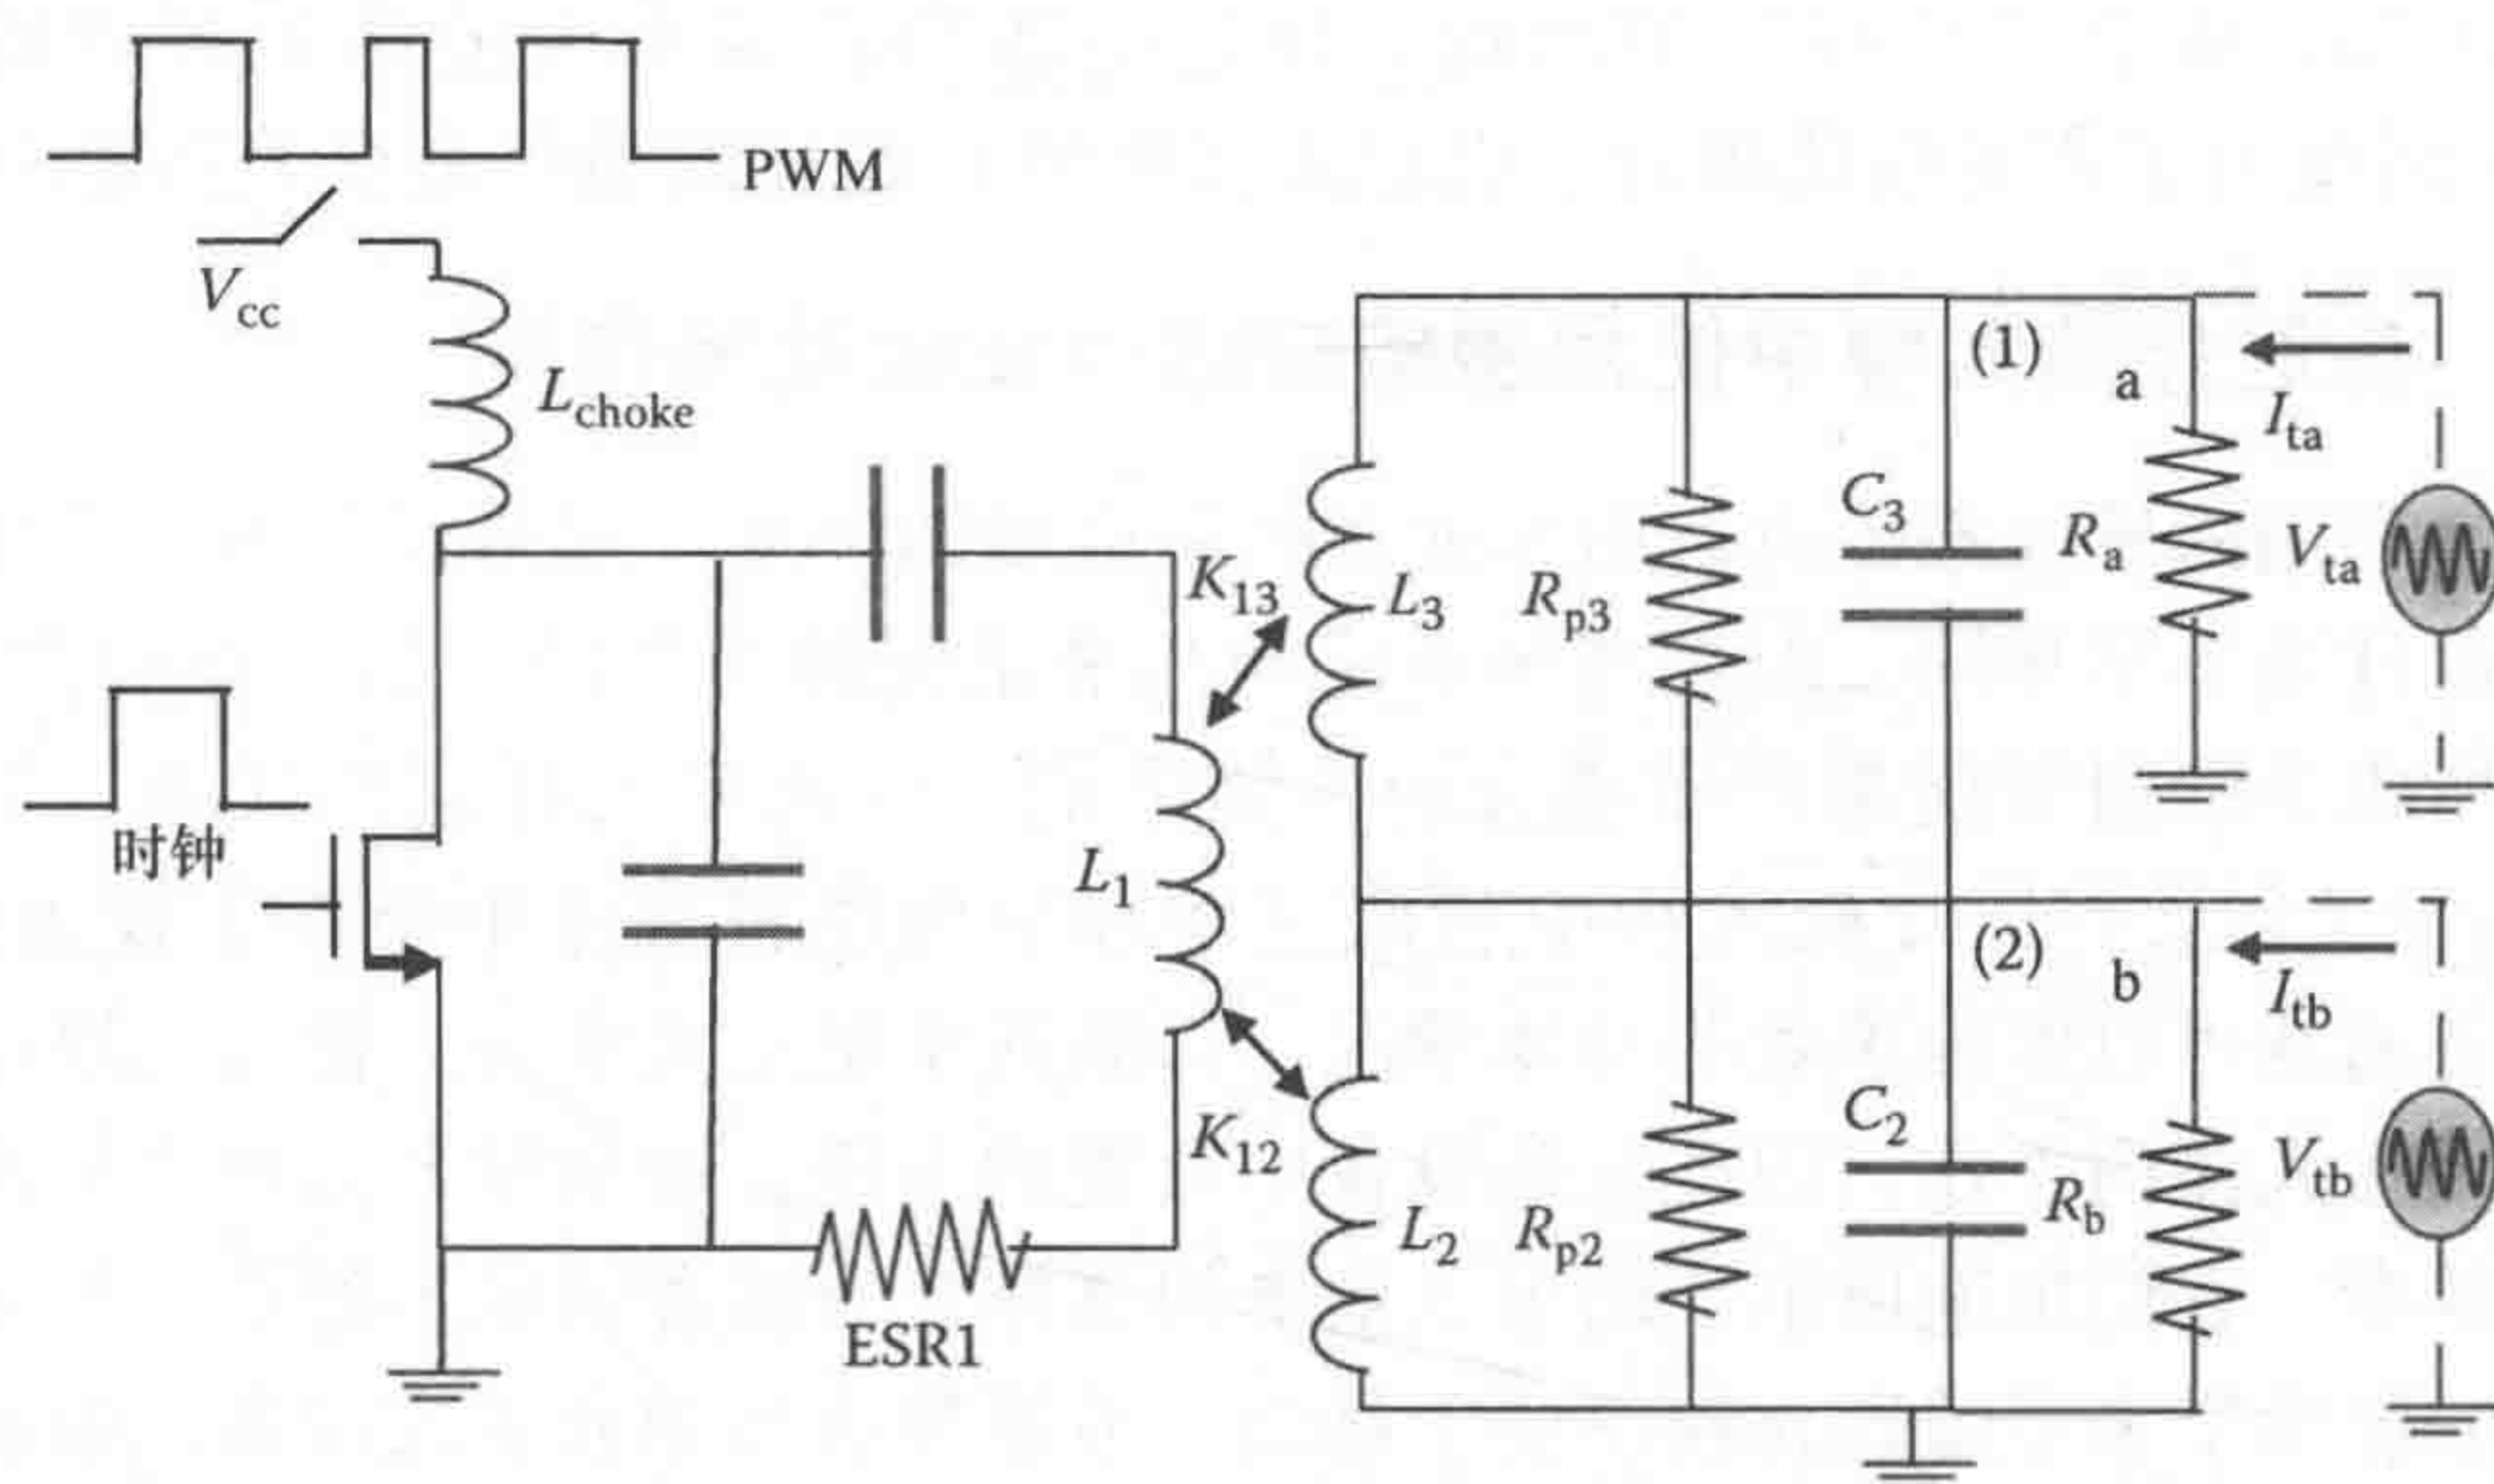 PWM
Vcc
Lchoke
(1)
a
Ita
C3
Ra
Vta
K13
L3
Rp3
时钟
L1
(2)
b
Itb
K12
C2
Rb
Vtb
L2
Rp2
ESR1